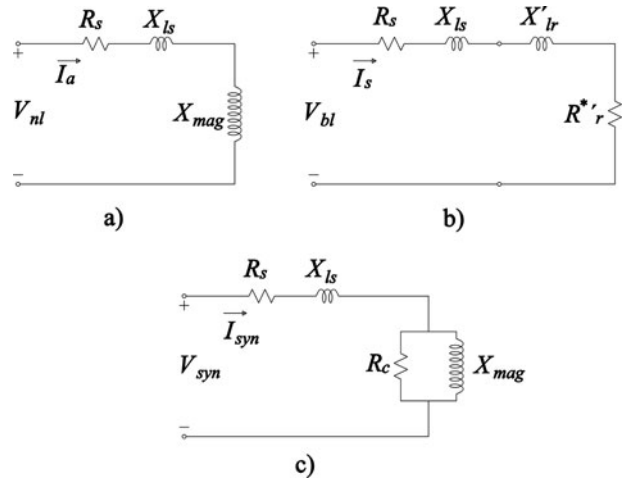 Rs Xls
+
Ia
Vnl Xmag
−
a)
Rs Xls X'lr
+
Is
Vbl R*'r
−
b)
Rs Xls
+
Isyn
Vsyn Rc Xmag
−
c)